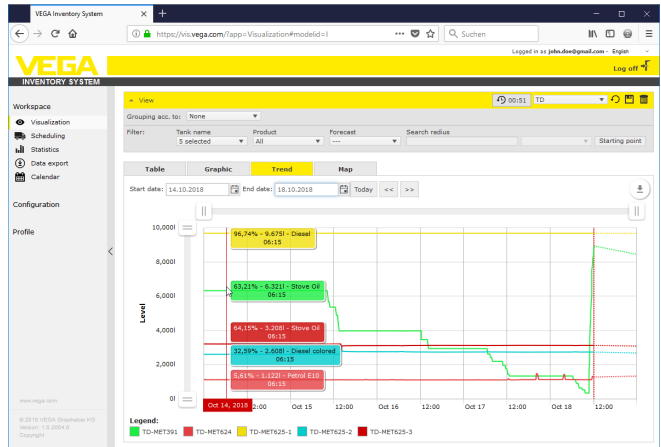 VEGA Inventory System
https://vis.vega.com/?app=Visualization#modelid=1
Suchen
Logged in as john.doe@gmail.com - English
VEGA
INVENTORY SYSTEM
Log off
Workspace
Visualization
Scheduling
Statistics
Data export
Calendar
Configuration
Profile
www.vega.com
© 2018 VEGA Grieshaber KG
Version: 1.5.2004.0
Copyright
View
00:51
TD
Grouping acc. to: None
Filter: Tank name Product Forecast Search radius
5 selected All --- Starting point
Table Graphic Trend Map
Start date: 14.10.2018 End date: 18.10.2018 Today << >>
Level
10,000l
8,000l
6,000l
4,000l
2,000l
0l
96,74% - 9.675l - Diesel
06:15
63,21% - 6.321l - Stove Oil
06:15
64,15% - 3.208l - Stove Oil
06:15
32,59% - 2.608l - Diesel colored
06:15
5,61% - 1.122l - Petrol E10
06:15
Oct 14, 2018 2:00 Oct 15 12:00 Oct 16 12:00 Oct 17 12:00 Oct 18 12:00
Legend:
TD-MET391 TD-MET624 TD-MET625-1 TD-MET625-2 TD-MET625-3